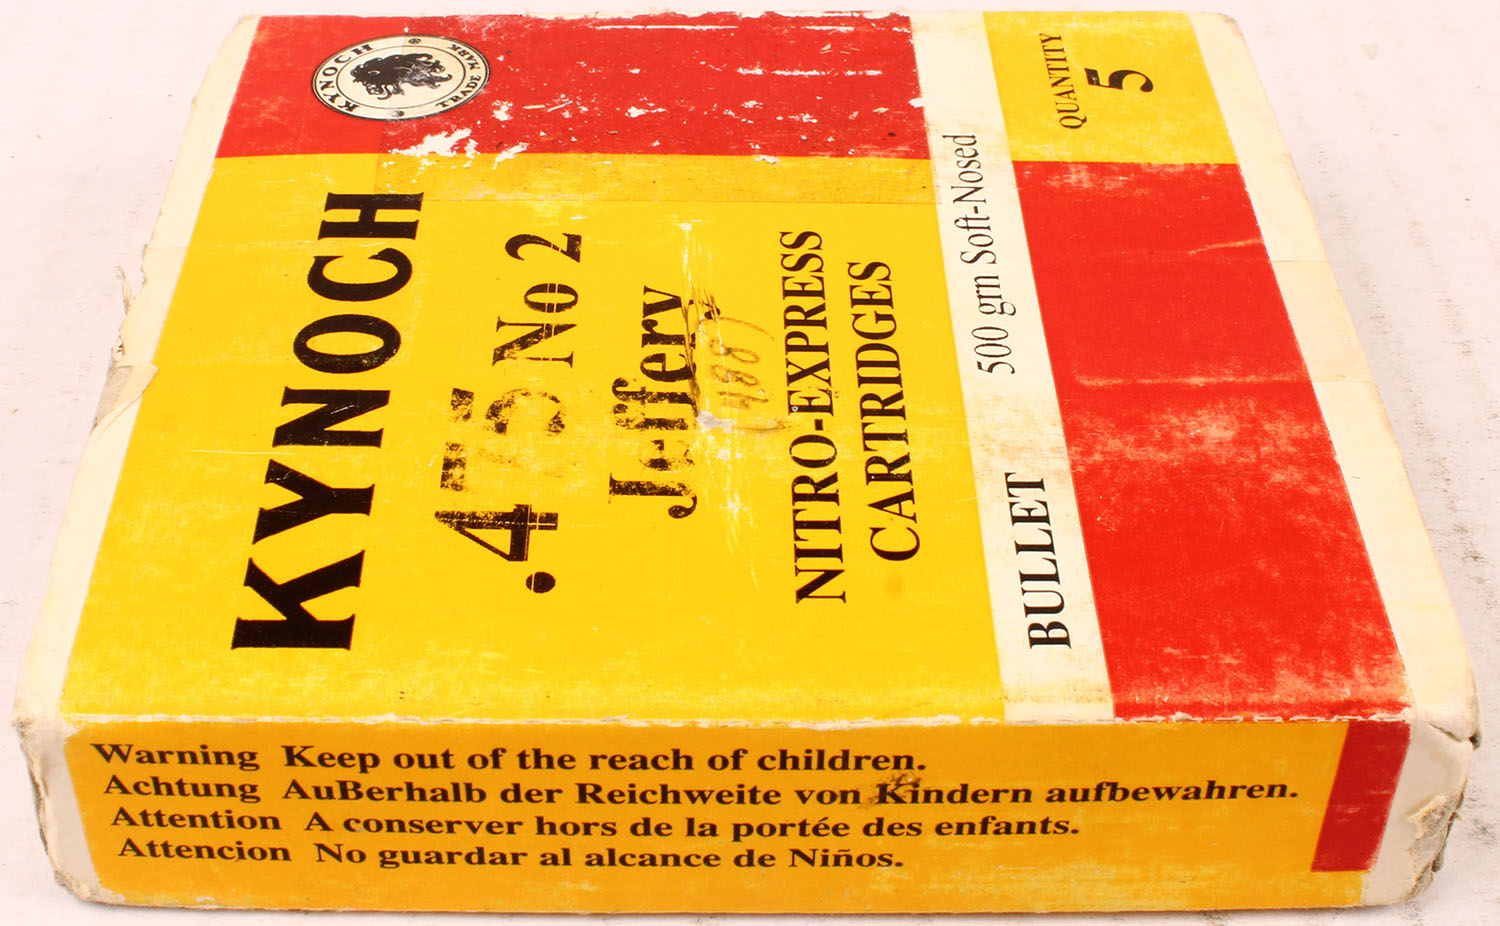 KYNOCH
TRADE MARK
KYNOCH
.475 No 2
Jeffery
NITRO-EXPRESS
CARTRIDGES
BULLET 500 grn Soft-Nosed
QUANTITY
5
Warning Keep out of the reach of children.
Achtung AuBerhalb der Reichweite von Kindern aufbewahren.
Attention A conserver hors de la portée des enfants.
Attencion No guardar al alcance de Niños.